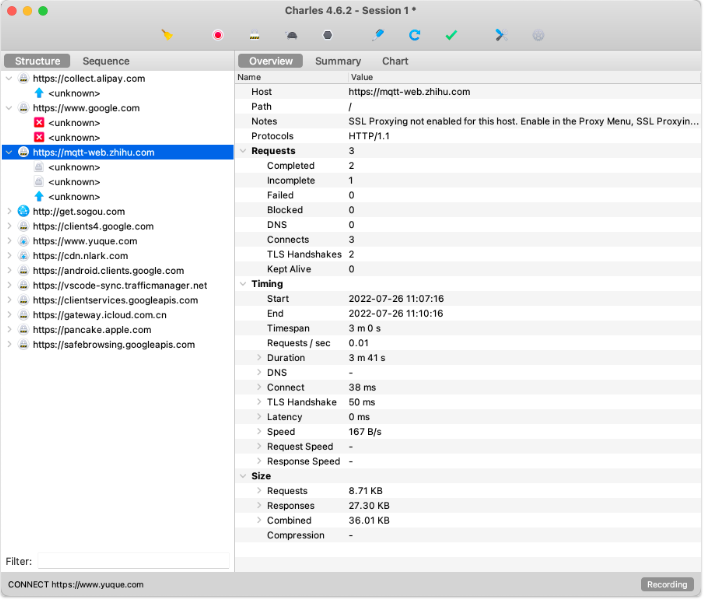 Charles 4.6.2 - Session 1 *
Structure Sequence
Overview Summary Chart
Name Value
https://collect.alipay.com
<unknown>
https://www.google.com
<unknown>
<unknown>
https://mqtt-web.zhihu.com
<unknown>
<unknown>
<unknown>
http://get.sogou.com
https://clients4.google.com
https://www.yuque.com
https://cdn.nlark.com
https://android.clients.google.com
https://vscode-sync.trafficmanager.net
https://clientservices.googleapis.com
https://gateway.icloud.com.cn
https://pancake.apple.com
https://safebrowsing.googleapis.com
Filter:
Host https://mqtt-web.zhihu.com
Path /
Notes SSL Proxying not enabled for this host. Enable in the Proxy Menu, SSL Proxyin...
Protocols HTTP/1.1
Requests 3
Completed 2
Incomplete 1
Failed 0
Blocked 0
DNS 0
Connects 3
TLS Handshakes 2
Kept Alive 0
Timing
Start 2022-07-26 11:07:16
End 2022-07-26 11:10:16
Timespan 3 m 0 s
Requests / sec 0.01
Duration 3 m 41 s
DNS -
Connect 38 ms
TLS Handshake 50 ms
Latency 0 ms
Speed 167 B/s
Request Speed -
Response Speed -
Size
Requests 8.71 KB
Responses 27.30 KB
Combined 36.01 KB
Compression -
CONNECT https://www.yuque.com
Recording